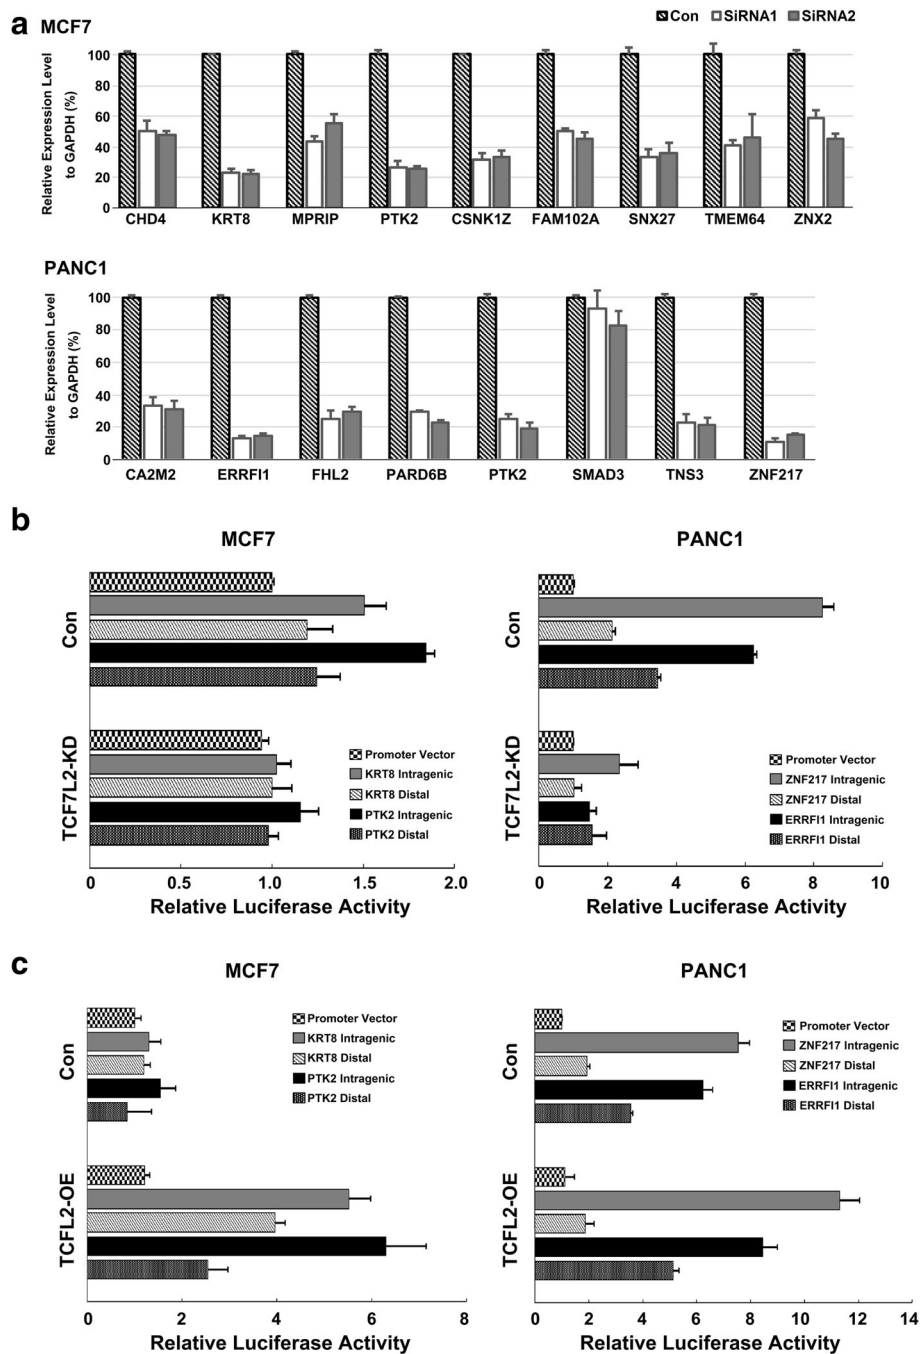 a
MCF7
Con SiRNA1 SiRNA2
Relative Expression Level
to GAPDH (%)
100
80
60
40
20
0
CHD4 KRT8 MPRIP PTK2 CSNK1Z FAM102A SNX27 TMEM64 ZNX2
PANC1
Relative Expression Level
to GAPDH (%)
100
80
60
40
20
0
CA2M2 ERRFI1 FHL2 PARD6B PTK2 SMAD3 TNS3 ZNF217
b
MCF7
Con
TCF7L2-KD
Promoter Vector
KRT8 Intragenic
KRT8 Distal
PTK2 Intragenic
PTK2 Distal
0 0.5 1.0 1.5 2.0
Relative Luciferase Activity
PANC1
Con
TCF7L2-KD
Promoter Vector
ZNF217 Intragenic
ZNF217 Distal
ERRFI1 Intragenic
ERRFI1 Distal
0 2 4 6 8 10
Relative Luciferase Activity
c
MCF7
Con
Promoter Vector
KRT8 Intragenic
KRT8 Distal
PTK2 Intragenic
PTK2 Distal
TCFL2-OE
0 2 4 6 8
Relative Luciferase Activity
PANC1
Con
Promoter Vector
ZNF217 Intragenic
ZNF217 Distal
ERRFI1 Intragenic
ERRFI1 Distal
TCFL2-OE
0 2 4 6 8 10 12 14
Relative Luciferase Activity